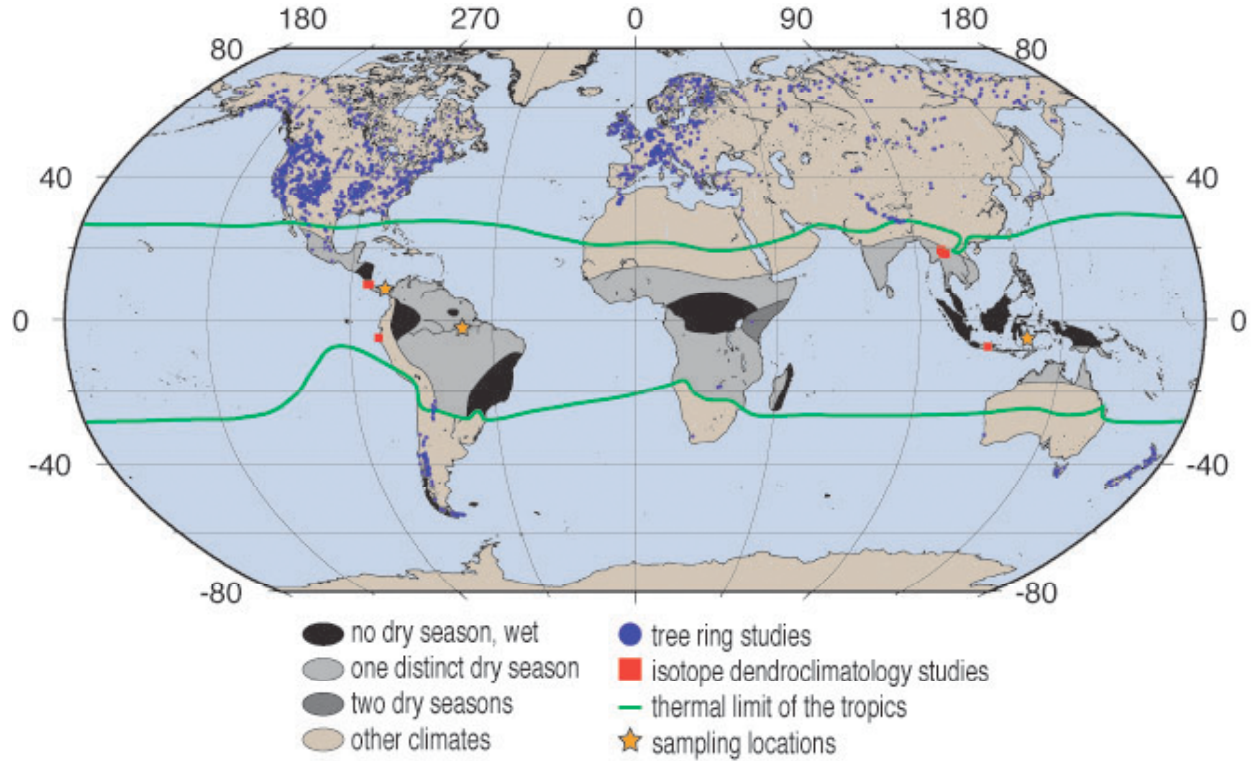 180 270 0 90 180
80 80
40 40
0 0
-40 -40
-80 -80
no dry season, wet
one distinct dry season
two dry seasons
other climates
tree ring studies
isotope dendroclimatology studies
thermal limit of the tropics
sampling locations